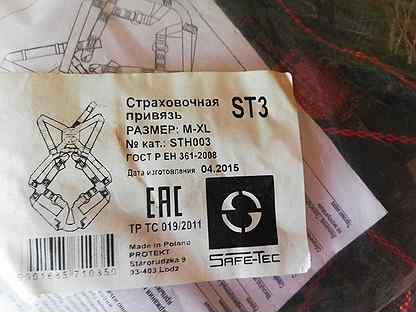 Страховочная
привязь
ST3
РАЗМЕР: M-XL
№ кат.: STH003
ГОСТ Р ЕН 361-2008
Дата изготовления 04.2015
EAC
ТР ТС 019/2011
Made in Poland
PROTEKT
Starorudzka 9
93-403 Lodz
SAFE-TEC